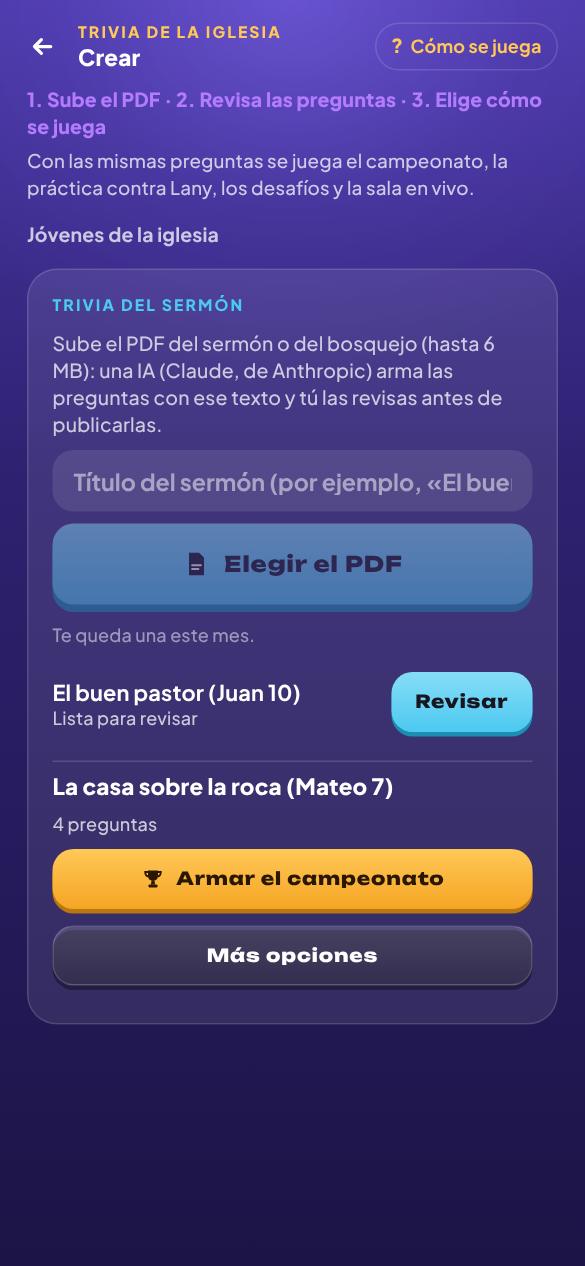 TRIVIA DE LA IGLESIA
Crear
? Cómo se juega
1. Sube el PDF · 2. Revisa las preguntas · 3. Elige cómo
se juega
Con las mismas preguntas se juega el campeonato, la
práctica contra Lany, los desafíos y la sala en vivo.
Jóvenes de la iglesia
TRIVIA DEL SERMÓN
Sube el PDF del sermón o del bosquejo (hasta 6
MB): una IA (Claude, de Anthropic) arma las
preguntas con ese texto y tú las revisas antes de
publicarlas.
Título del sermón (por ejemplo, «El buen
Elegir el PDF
Te queda una este mes.
El buen pastor (Juan 10)
Lista para revisar
Revisar
La casa sobre la roca (Mateo 7)
4 preguntas
Armar el campeonato
Más opciones